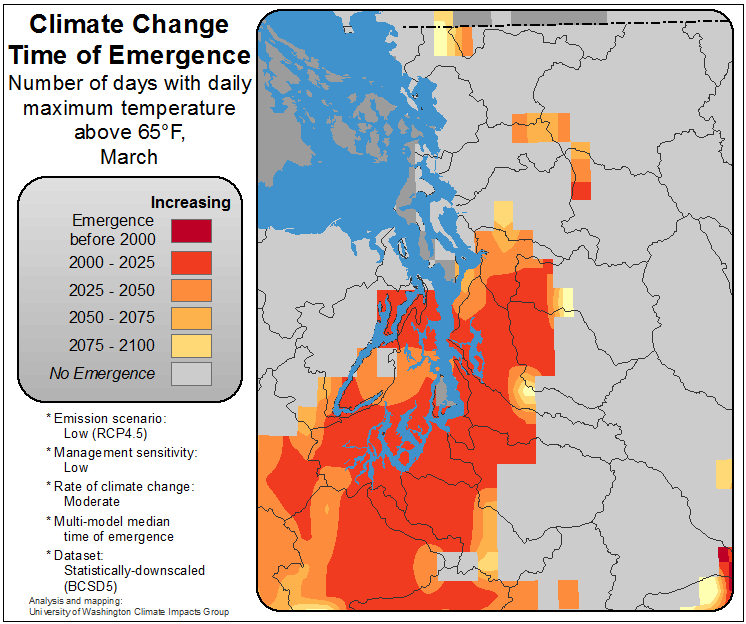 Climate Change
Time of Emergence
Number of days with daily
maximum temperature
above 65°F,
March
Increasing
Emergence
before 2000
2000 - 2025
2025 - 2050
2050 - 2075
2075 - 2100
No Emergence
* Emission scenario:
Low (RCP4.5)
* Management sensitivity:
Low
* Rate of climate change:
Moderate
* Multi-model median
time of emergence
* Dataset:
Statistically-downscaled
(BCSD5)
Analysis and mapping:
University of Washington Climate Impacts Group